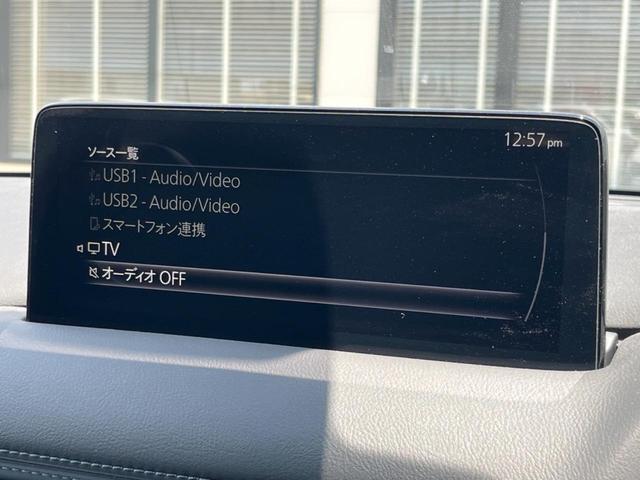 12:57 pm
ソース一覧
USB1 - Audio/Video
USB2 - Audio/Video
スマートフォン連携
TV
オーディオ OFF